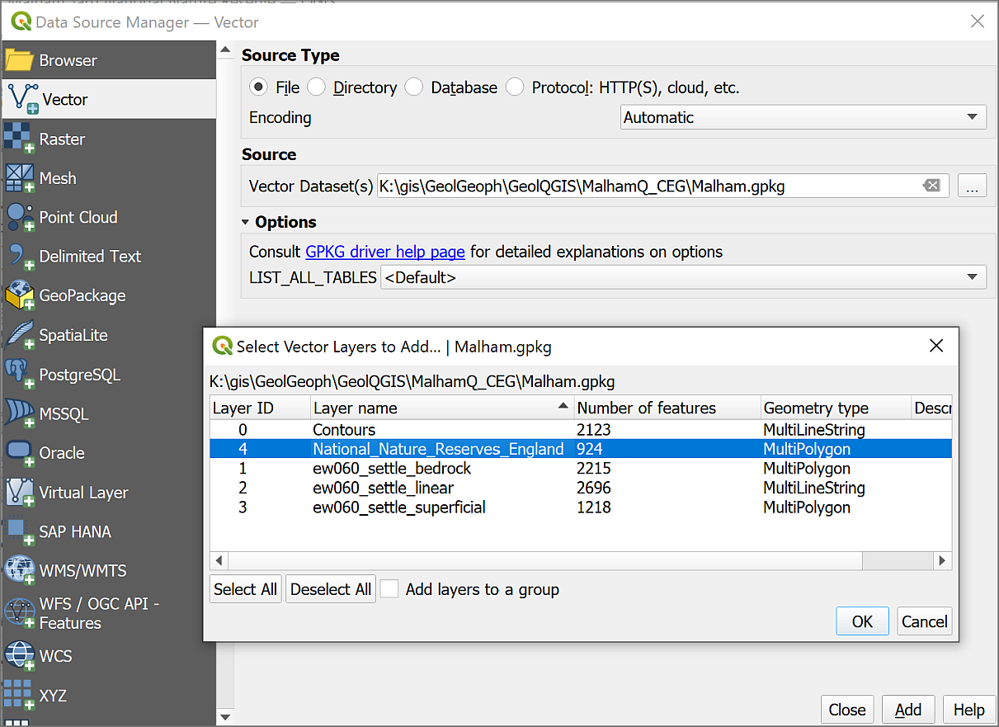 Data Source Manager — Vector
Browser
Vector
Raster
Mesh
Point Cloud
Delimited Text
GeoPackage
SpatiaLite
PostgreSQL
MSSQL
Oracle
Virtual Layer
SAP HANA
WMS/WMTS
WFS / OGC API -
Features
WCS
XYZ
Source Type
File Directory Database Protocol: HTTP(S), cloud, etc.
Encoding Automatic
Source
Vector Dataset(s) K:\gis\GeolGeoph\GeolQGIS\MalhamQ_CEG\Malham.gpkg ...
Options
Consult GPKG driver help page for detailed explanations on options
LIST_ALL_TABLES <Default>
Select Vector Layers to Add... | Malham.gpkg
K:\gis\GeolGeoph\GeolQGIS\MalhamQ_CEG\Malham.gpkg
Layer ID Layer name Number of features Geometry type Descr
0 Contours 2123 MultiLineString
4 National_Nature_Reserves_England 924 MultiPolygon
1 ew060_settle_bedrock 2215 MultiPolygon
2 ew060_settle_linear 2696 MultiLineString
3 ew060_settle_superficial 1218 MultiPolygon
Select All Deselect All Add layers to a group
OK Cancel
Close Add Help